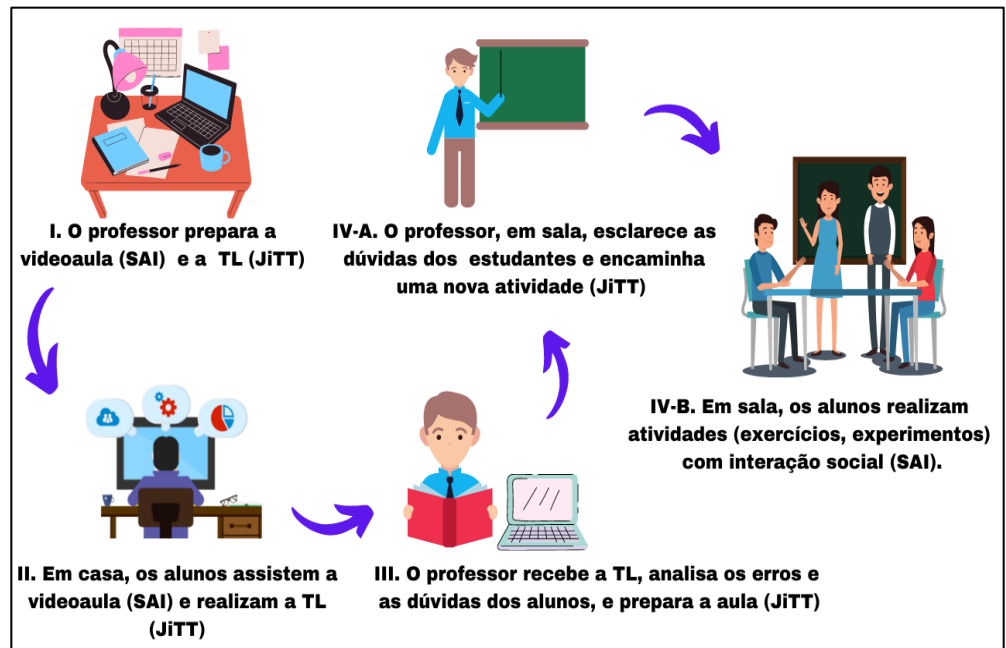 I. O professor prepara a
videoaula (SAI) e a TL (JiTT)
II. Em casa, os alunos assistem a
videoaula (SAI) e realizam a TL
(JiTT)
III. O professor recebe a TL, analisa os erros e
as dúvidas dos alunos, e prepara a aula (JiTT)
IV-A. O professor, em sala, esclarece as
dúvidas dos estudantes e encaminha
uma nova atividade (JiTT)
IV-B. Em sala, os alunos realizam
atividades (exercícios, experimentos)
com interação social (SAI).